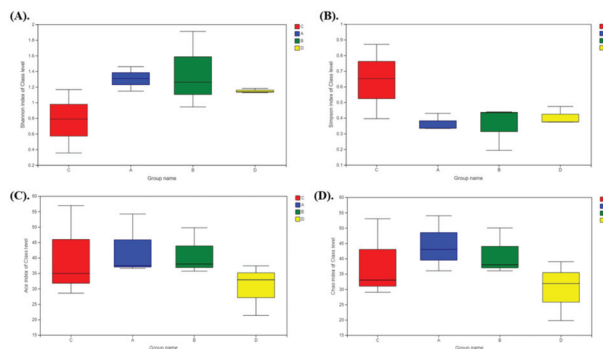 (A).
Shannon index of Class level
2
1.8
1.6
1.4
1.2
1
0.8
0.6
0.4
0.2
C
A
B
D
Group name
C
A
B
D
(B).
Simpson index of Class level
1
0.9
0.8
0.7
0.6
0.5
0.4
0.3
0.2
0.1
0
C
A
B
D
Group name
(C).
Ace index of Class level
60
55
50
45
40
35
30
25
20
15
C
A
B
D
Group name
C
A
B
D
(D).
Chao index of Class level
60
55
50
45
40
35
30
25
20
15
C
A
B
D
Group name